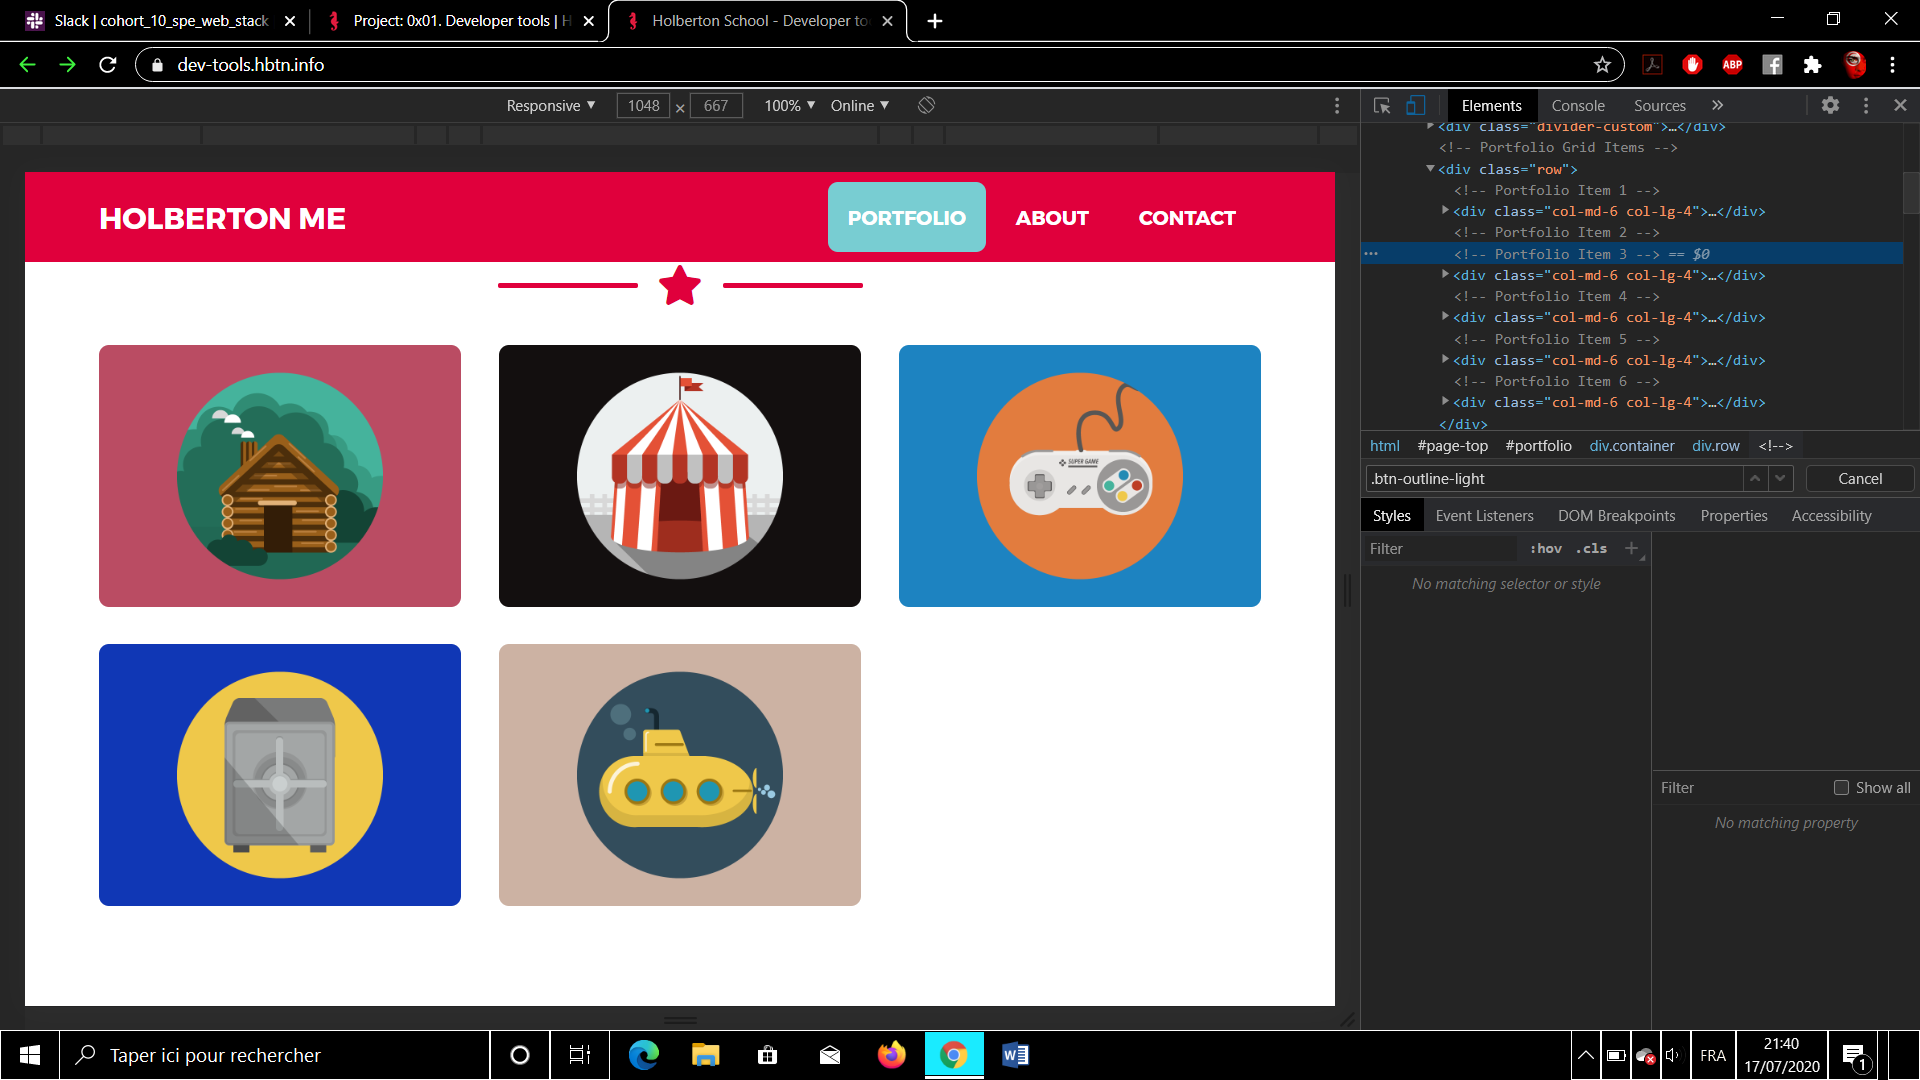 Slack | cohort_10_spe_web_stack
Project: 0x01. Developer tools | H
Holberton School - Developer to
dev-tools.hbtn.info
ABP
Responsive ▼ 1048 × 667 100% ▼ Online ▼
Elements Console Sources »
HOLBERTON ME
PORTFOLIO ABOUT CONTACT
SUPER GAME
<div class="divider-custom">…</div>
<!-- Portfolio Grid Items -->
<div class="row">
<!-- Portfolio Item 1 -->
<div class="col-md-6 col-lg-4">…</div>
<!-- Portfolio Item 2 -->
<!-- Portfolio Item 3 --> == $0
<div class="col-md-6 col-lg-4">…</div>
<!-- Portfolio Item 4 -->
<div class="col-md-6 col-lg-4">…</div>
<!-- Portfolio Item 5 -->
<div class="col-md-6 col-lg-4">…</div>
<!-- Portfolio Item 6 -->
<div class="col-md-6 col-lg-4">…</div>
</div>
html #page-top #portfolio div.container div.row <!-->
.btn-outline-light Cancel
Styles Event Listeners DOM Breakpoints Properties Accessibility
Filter :hov .cls +
No matching selector or style
Filter Show all
No matching property
Taper ici pour rechercher
FRA
21:40
17/07/2020
1